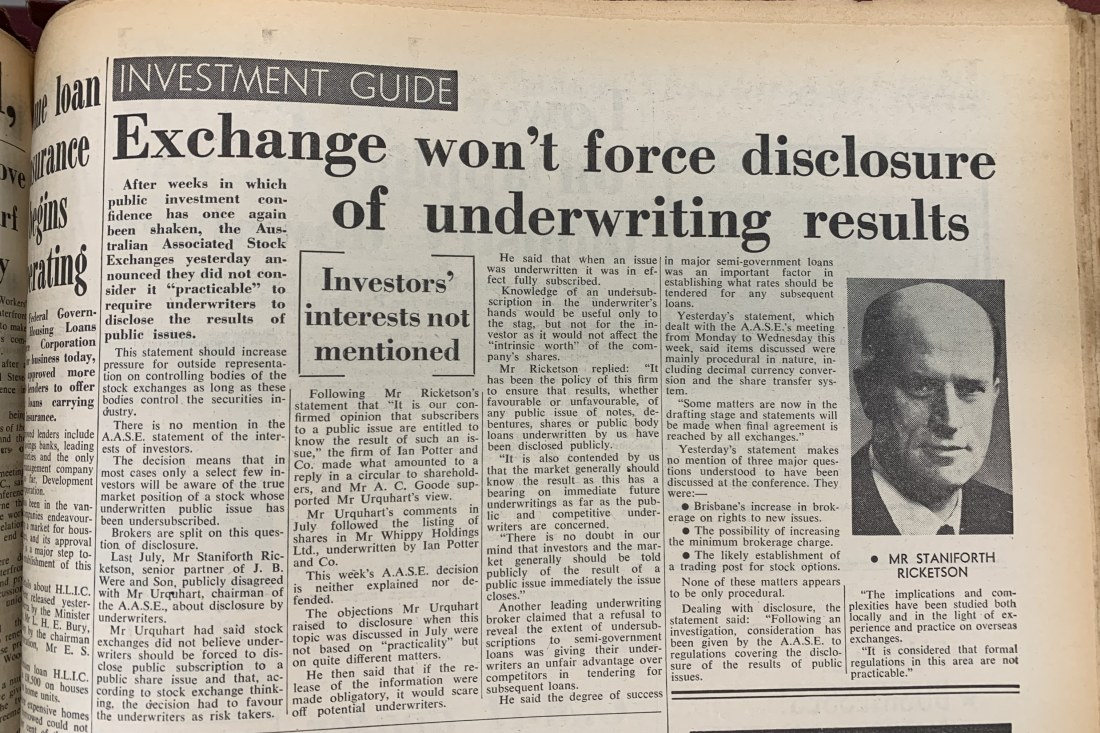 me loan
surance
begins
erating
Federal Govern-
Housing Loans
Corporation
business today,
approved more
lenders to offer
loans carrying
insurance.
INVESTMENT GUIDE
Exchange won't force disclosure
of underwriting results
After weeks in which
public investment con-
fidence has once again
been shaken, the Aus-
tralian Associated Stock
Exchanges yesterday an-
nounced they did not con-
sider it “practicable” to
require underwriters to
disclose the results of
public issues.
This statement should increase
pressure for outside representa-
tion on controlling bodies of the
stock exchanges as long as these
bodies control the securities in-
dustry.
There is no mention in the
A.A.S.E. statement of the inter-
ests of investors.
The decision means that in
most cases only a select few in-
vestors will be aware of the true
market position of a stock whose
underwritten public issue has
been undersubscribed.
Brokers are split on this ques-
tion of disclosure.
Last July, Mr Staniforth Ric-
ketson, senior partner of J. B.
Were and Son, publicly disagreed
with Mr Urquhart, chairman of
the A.A.S.E., about disclosure by
underwriters.
Mr Urquhart had said stock
exchanges did not believe under-
writers should be forced to dis-
close public subscription to a
public share issue and that, ac-
cording to stock exchange think-
ing, the decision had to favour
the underwriters as risk takers.
Investors'
interests not
mentioned
Following Mr Ricketson's
statement that “It is our con-
firmed opinion that subscribers
to a public issue are entitled to
know the result of such an is-
sue,” the firm of Ian Potter and
Co. made what amounted to a
reply in a circular to sharehold-
ers, and Mr A. C. Goode sup-
ported Mr Urquhart's view.
Mr Urquhart's comments in
July followed the listing of
shares in Mr Whippy Holdings
Ltd., underwritten by Ian Potter
and Co.
This week's A.A.S.E. decision
is neither explained nor de-
fended.
The objections Mr Urquhart
raised to disclosure when this
topic was discussed in July were
not based on “practicality” but
on quite different matters.
He then said that if the re-
lease of the information were
made obligatory, it would scare
off potential underwriters.
He said that when an issue
was underwritten it was in ef-
fect fully subscribed.
Knowledge of an undersub-
scription in the underwriter's
hands would be useful only to
the stag, but not for the in-
vestor as it would not affect the
“intrinsic worth” of the com-
pany's shares.
Mr Ricketson replied: “It
has been the policy of this firm
to ensure that results, whether
favourable or unfavourable, of
any public issue of notes, de-
bentures, shares or public body
loans underwritten by us have
been disclosed publicly.
“It is also contended by us
that the market generally should
know the result as this has a
bearing on immediate future
underwritings as far as the pub-
lic and competitive under-
writers are concerned.
“There is no doubt in our
mind that investors and the mar-
ket generally should be told
publicly of the result of a
public issue immediately the issue
closes.”
Another leading underwriting
broker claimed that a refusal to
reveal the extent of undersub-
scriptions to semi-government
loans was giving their under-
writers an unfair advantage over
competitors in tendering for
subsequent loans.
He said the degree of success
in major semi-government loans
was an important factor in
establishing what rates should be
tendered for any subsequent
loans.
Yesterday's statement, which
dealt with the A.A.S.E.'s meeting
from Monday to Wednesday this
week, said items discussed were
mainly procedural in nature, in-
cluding decimal currency conver-
sion and the share transfer sys-
tem.
“Some matters are now in the
drafting stage and statements will
be made when final agreement is
reached by all exchanges.”
Yesterday's statement makes
no mention of three major ques-
tions understood to have been
discussed at the conference. They
were:—
● Brisbane's increase in brok-
erage on rights to new issues.
● The possibility of increasing
the minimum brokerage charge.
● The likely establishment of
a trading post for stock options.
None of these matters appears
to be only procedural.
Dealing with disclosure, the
statement said: “Following an
investigation, consideration has
been given by the A.A.S.E. to
regulations covering the disclo-
sure of the results of public
issues.
● MR STANIFORTH
RICKETSON
“The implications and com-
plexities have been studied both
locally and in the light of ex-
perience and practice on overseas
exchanges.
“It is considered that formal
regulations in this area are not
practicable.”